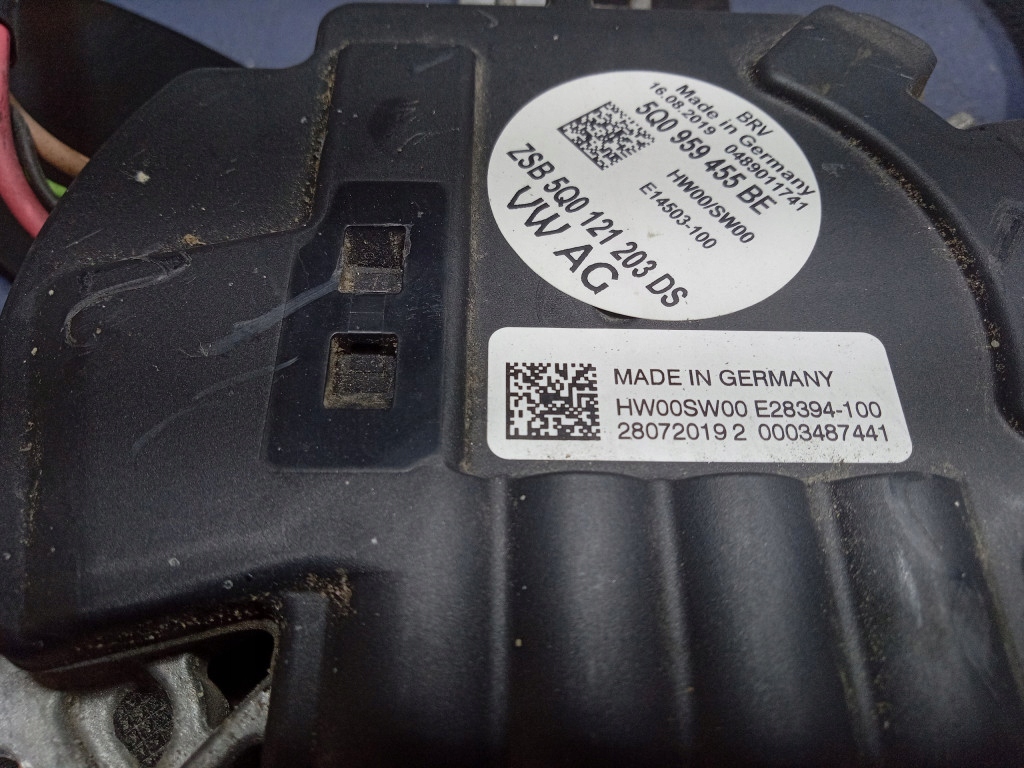 BRV
Made in Germany
16.08.2019 0489011741
5Q0 959 455 BE
HW00/SW00
E14503-100
ZSB 5Q0 121 203 DS
VW AG
MADE IN GERMANY
HW00SW00 E28394-100
28072019 2 0003487441